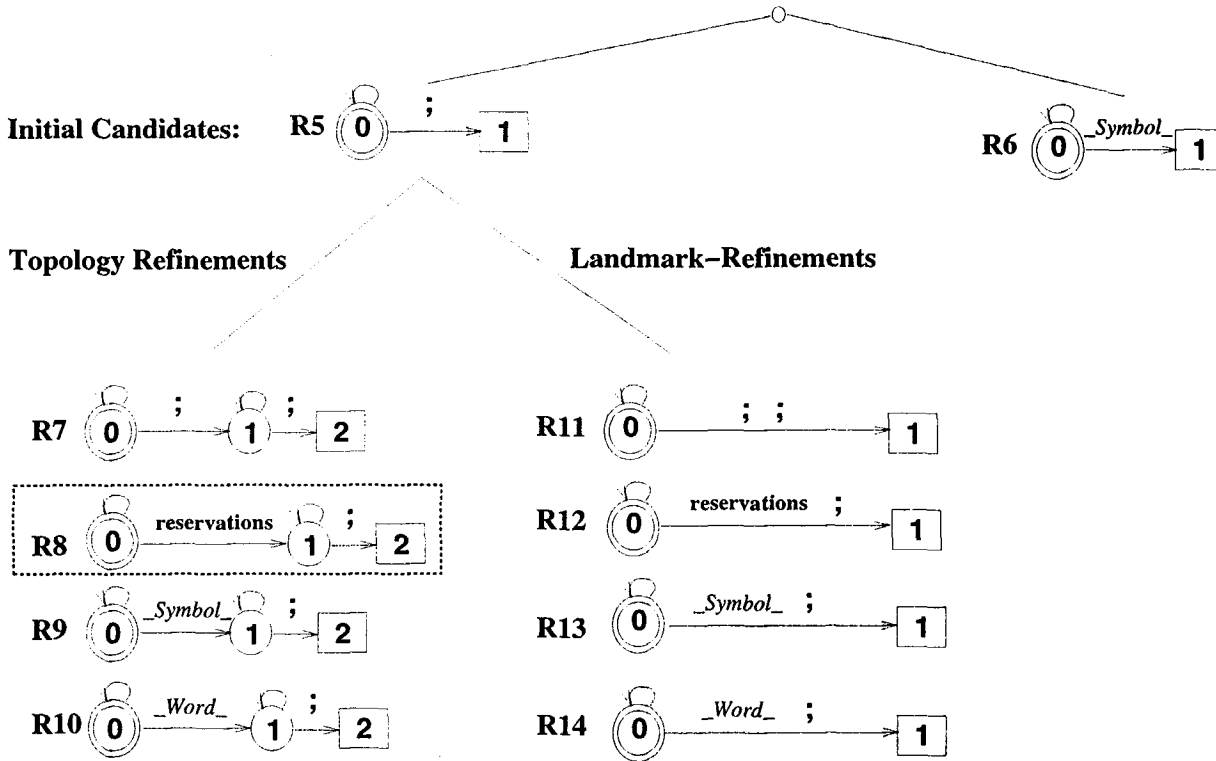 Initial Candidates: R5 0 ; 1 R6 0 _Symbol_ 1
Topology Refinements Landmark–Refinements
R7 0 ; 1 ; 2 R11 0 ; ; 1
R8 0 reservations 1 ; 2 R12 0 reservations ; 1
R9 0 _Symbol_ 1 ; 2 R13 0 _Symbol_ ; 1
R10 0 _Word_ 1 ; 2 R14 0 _Word_ ; 1